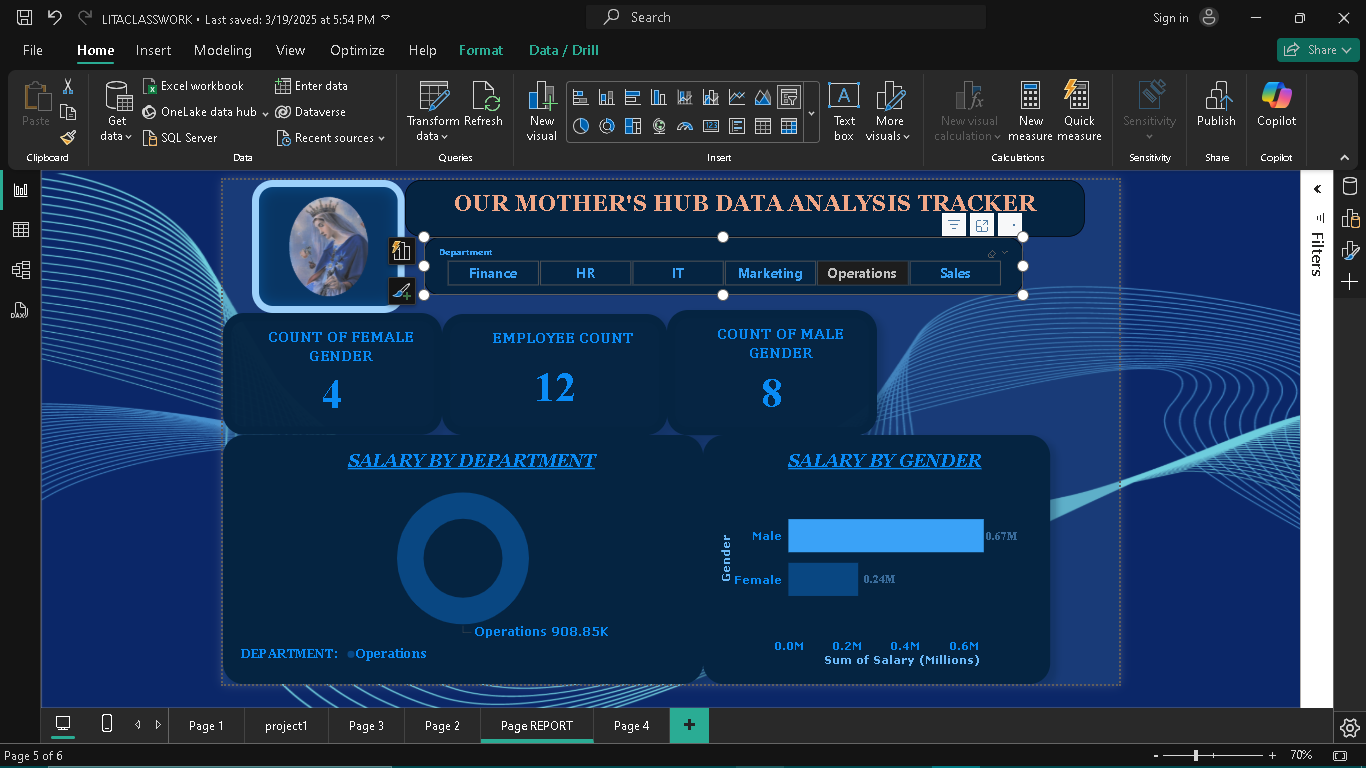 LITACLASSWORK • Last saved: 3/19/2025 at 5:54 PM
Search
Sign in
File
Home
Insert
Modeling
View
Optimize
Help
Format
Data / Drill
Share
Paste
Get data
Excel workbook
OneLake data hub
SQL Server
Enter data
Dataverse
Recent sources
Transform data
Refresh
New visual
123
A
Text box
More visuals
New visual calculation
New measure
Quick measure
Sensitivity
Publish
Copilot
Clipboard
Data
Queries
Insert
Calculations
Sensitivity
Share
Copilot
OUR MOTHER'S HUB DATA ANALYSIS TRACKER
Department
Finance
HR
IT
Marketing
Operations
Sales
Filters
DAX
COUNT OF FEMALE
GENDER
4
EMPLOYEE COUNT
12
COUNT OF MALE
GENDER
8
SALARY BY DEPARTMENT
Operations 908.85K
DEPARTMENT: Operations
SALARY BY GENDER
Gender
Male
0.67M
Female
0.24M
0.0M 0.2M 0.4M 0.6M
Sum of Salary (Millions)
Page 1
project1
Page 3
Page 2
Page REPORT
Page 4
+
Page 5 of 6
- + 70%